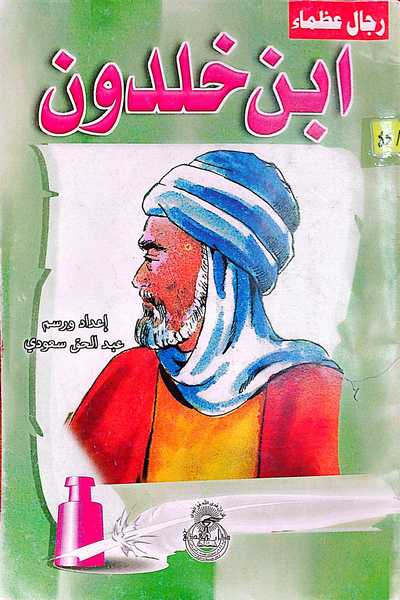 رجال عظماء
ابن خلدون
إعداد ورسم
عبد الحق سعودي